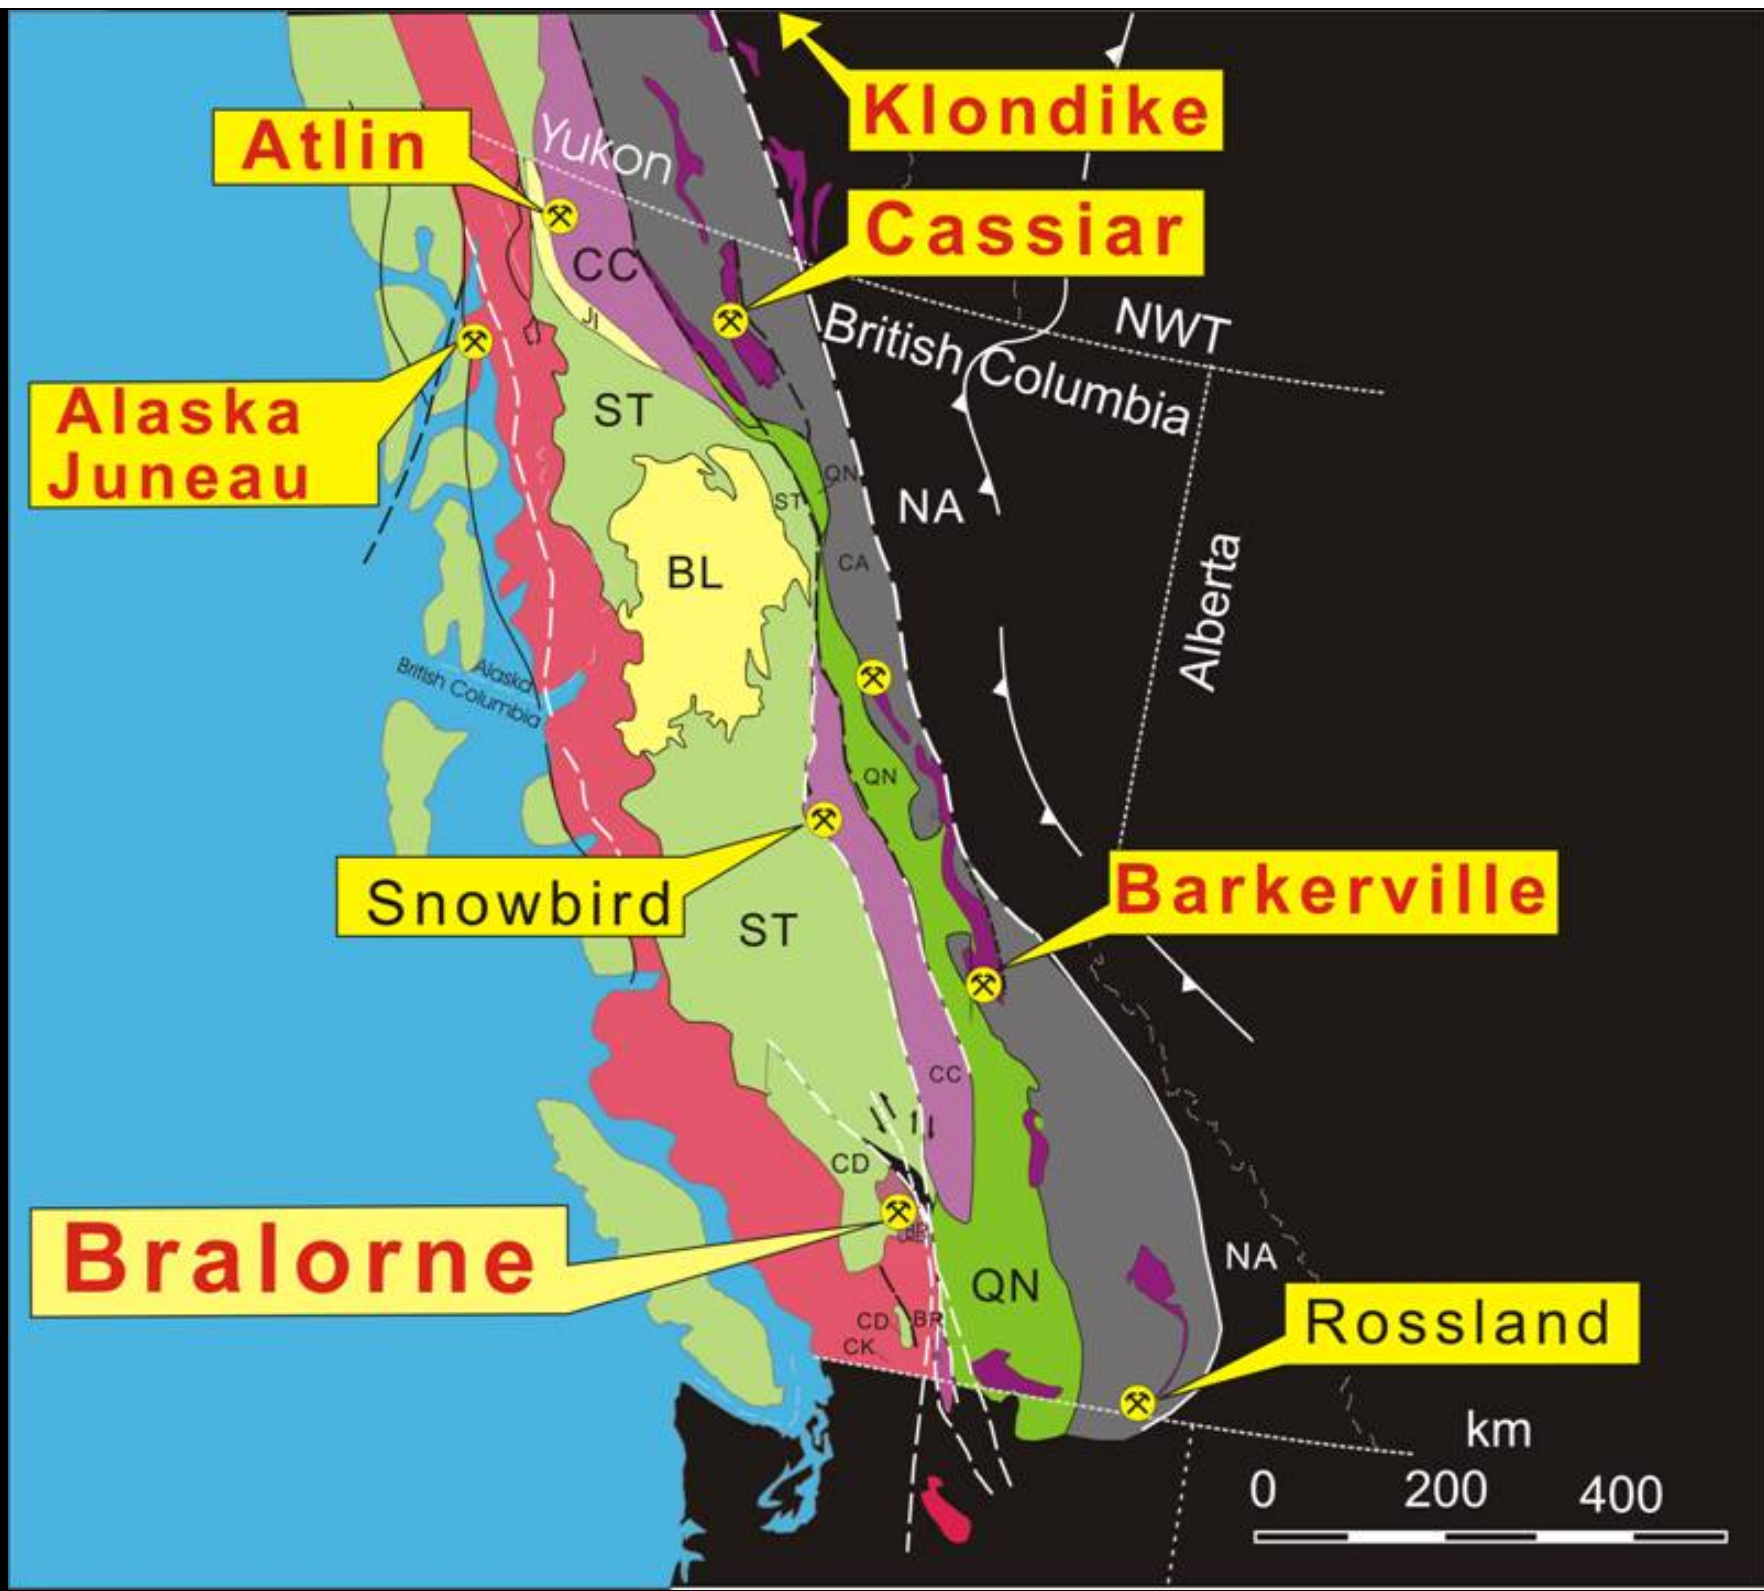 Klondike
Atlin
Yukon
Cassiar
CC
JI
NWT
British Columbia
Alaska
Juneau
ST
QN
ST
NA
CA
BL
Alberta
Alaska
British Columbia
QN
Snowbird
Barkerville
ST
CC
CD
Bralorne
BR
QN
NA
Rossland
CD
BR
CK
km
0 200 400